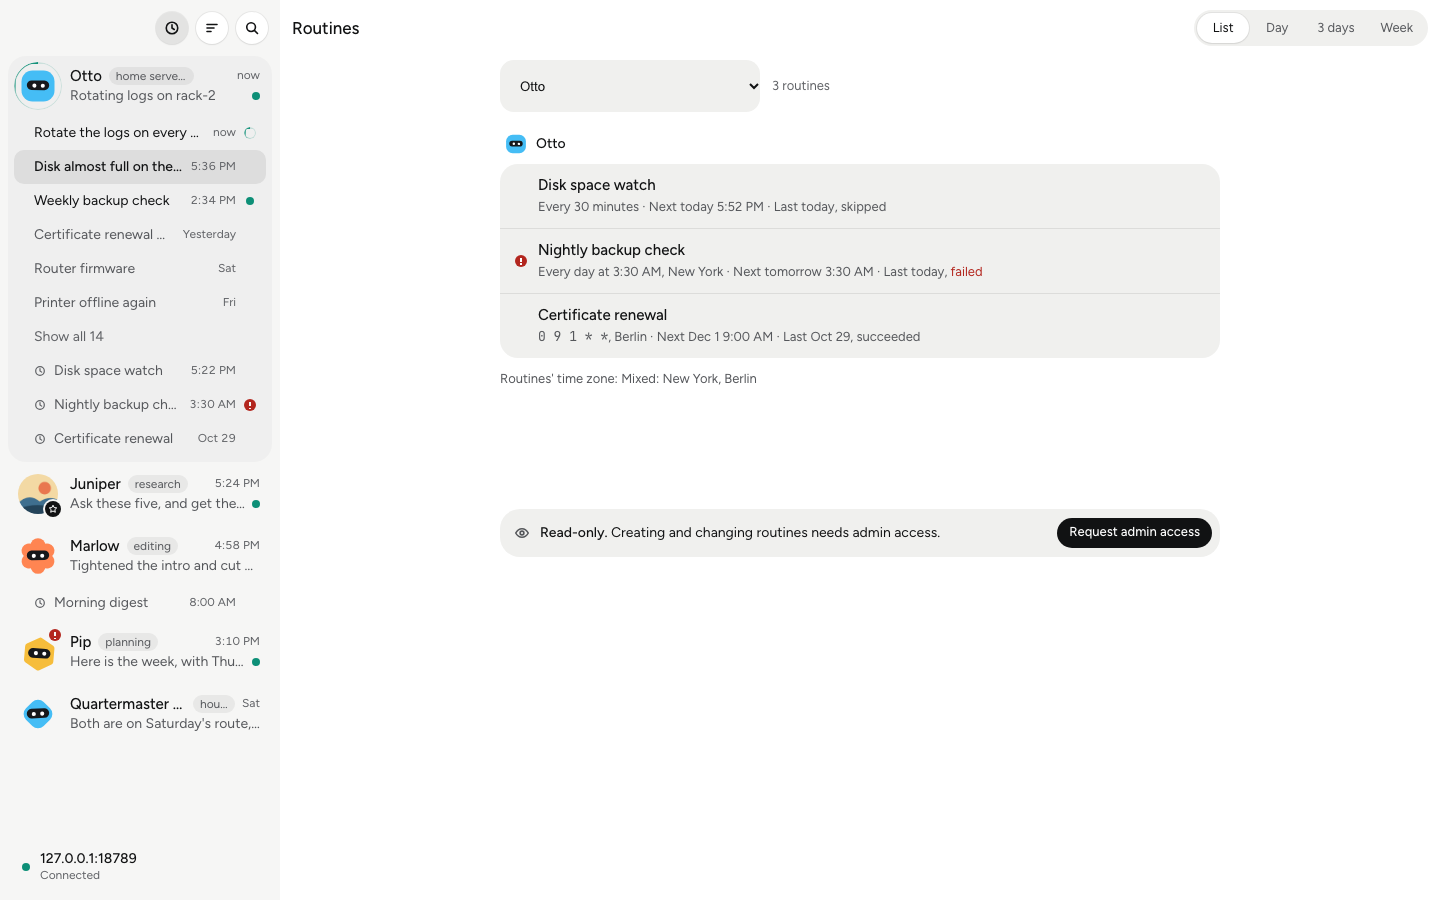 Otto home serve... now
Rotating logs on rack-2
Rotate the logs on every ... now
Disk almost full on the... 5:36 PM
Weekly backup check 2:34 PM
Certificate renewal ... Yesterday
Router firmware Sat
Printer offline again Fri
Show all 14
Disk space watch 5:22 PM
Nightly backup ch... 3:30 AM
Certificate renewal Oct 29
Juniper research 5:24 PM
Ask these five, and get the...
Marlow editing 4:58 PM
Tightened the intro and cut ...
Morning digest 8:00 AM
Pip planning 3:10 PM
Here is the week, with Thu...
Quartermaster ... hou... Sat
Both are on Saturday's route,...
127.0.0.1:18789
Connected
Routines
List Day 3 days Week
Otto 3 routines
Otto
Disk space watch
Every 30 minutes · Next today 5:52 PM · Last today, skipped
Nightly backup check
Every day at 3:30 AM, New York · Next tomorrow 3:30 AM · Last today, failed
Certificate renewal
0 9 1 * *, Berlin · Next Dec 1 9:00 AM · Last Oct 29, succeeded
Routines' time zone: Mixed: New York, Berlin
Read-only. Creating and changing routines needs admin access. Request admin access